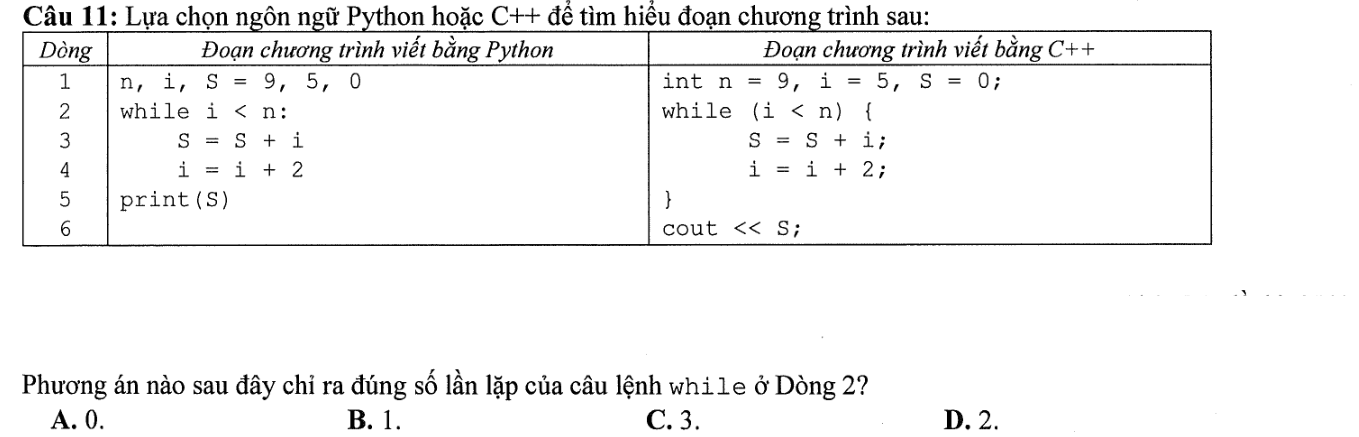 Câu 11: Lựa chọn ngôn ngữ Python hoặc C++ để tìm hiểu đoạn chương trình sau:
Dòng Đoạn chương trình viết bằng Python Đoạn chương trình viết bằng C++
1 n, i, S = 9, 5, 0 int n = 9, i = 5, S = 0;
2 while i < n: while (i < n) {
3 S = S + i S = S + i;
4 i = i + 2 i = i + 2;
5 print(S) }
6 cout << S;
Phương án nào sau đây chỉ ra đúng số lần lặp của câu lệnh while ở Dòng 2?
A. 0. B. 1. C. 3. D. 2.